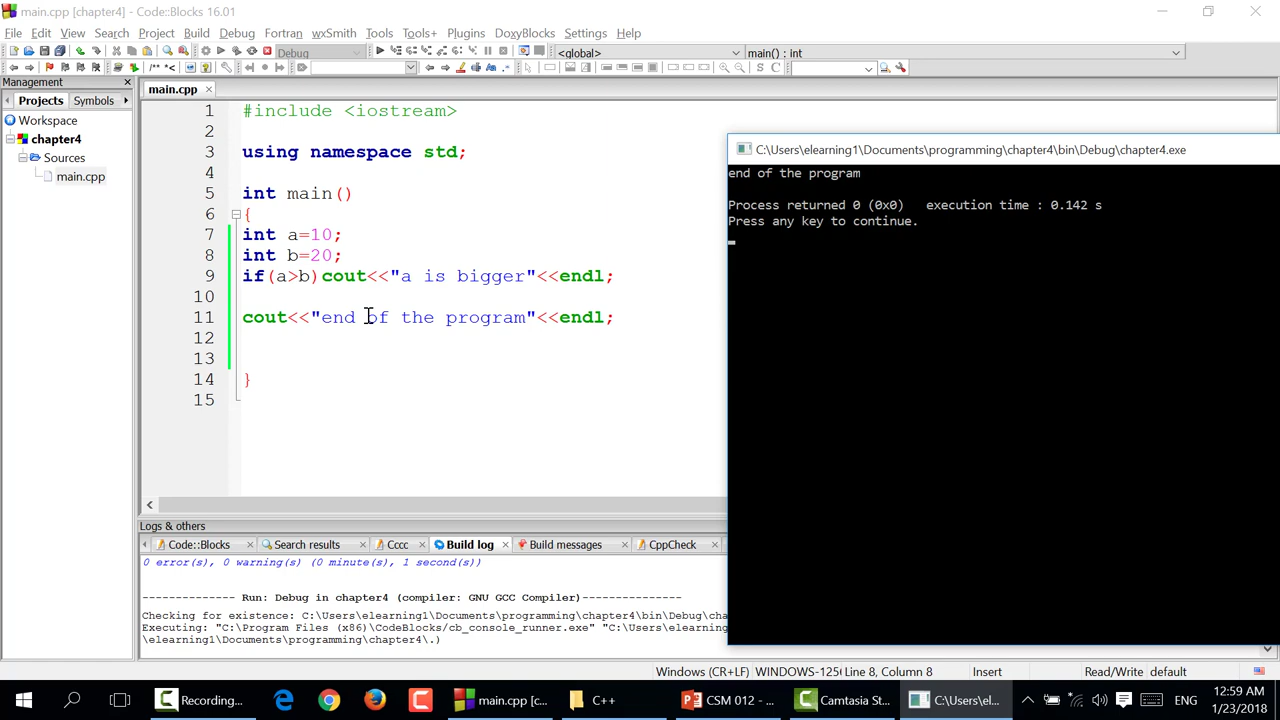 main.cpp [chapter4] - Code::Blocks 16.01
File Edit View Search Project Build Debug Fortran wxSmith Tools Tools+ Plugins DoxyBlocks Settings Help
Debug <global> main() : int
/** *< Aa .* S C
Management
Projects Symbols
main.cpp
Workspace
chapter4
Sources
main.cpp
1 #include <iostream>
2
3 using namespace std;
4
5 int main()
6 {
7 int a=10;
8 int b=20;
9 if(a>b)cout<<"a is bigger"<<endl;
10
11 cout<<"end of the program"<<endl;
12
13
14 }
15
C:\Users\elearning1\Documents\programming\chapter4\bin\Debug\chapter4.exe
end of the program
Process returned 0 (0x0) execution time : 0.142 s
Press any key to continue.
Logs & others
Code::Blocks Search results Cccc Build log Build messages CppCheck
0 error(s), 0 warning(s) (0 minute(s), 1 second(s))
-------------- Run: Debug in chapter4 (compiler: GNU GCC Compiler)---------------
Checking for existence: C:\Users\elearning1\Documents\programming\chapter4\bin\Debug\cha
Executing: "C:\Program Files (x86)\CodeBlocks/cb_console_runner.exe" "C:\Users\elearning
\elearning1\Documents\programming\chapter4\.)
Windows (CR+LF) WINDOWS-125 Line 8, Column 8 Insert Read/Write default
Recording... main.cpp [c... C++ CSM 012 - ... Camtasia St... C:\Users\el... ENG
12:59 AM
1/23/2018